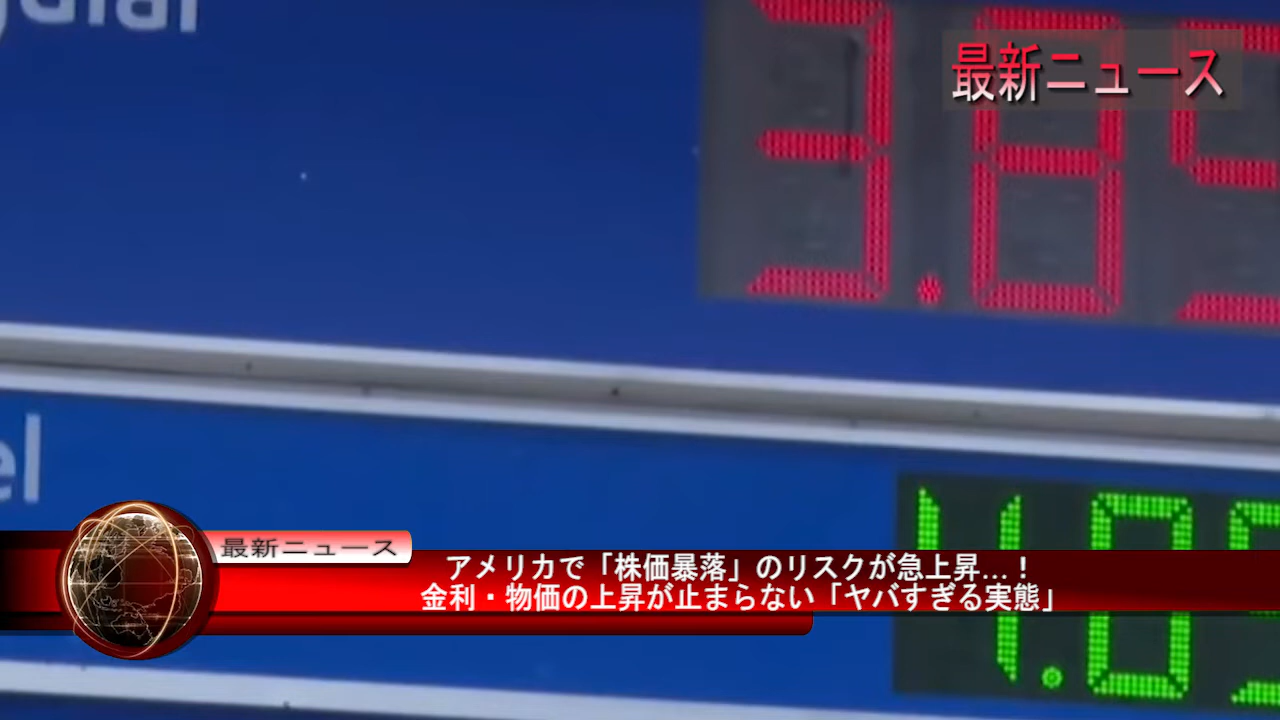 最新ニュース
3.85
最新ニュース
アメリカで「株価暴落」のリスクが急上昇…！
金利・物価の上昇が止まらない「ヤバすぎる実態」